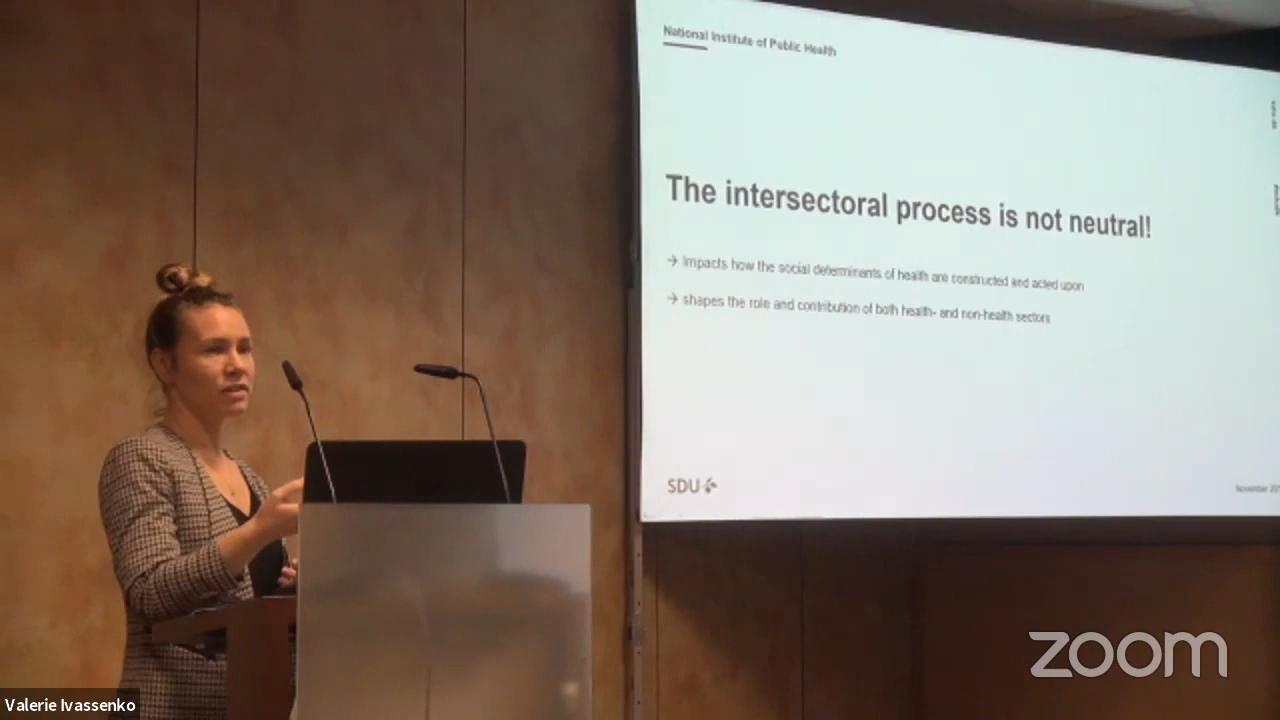 National Institute of Public Health
The intersectoral process is not neutral!
→ impacts how the social determinants of health are constructed and acted upon
→ shapes the role and contribution of both health- and non-health sectors
SDU
November
zoom
Valerie Ivassenko